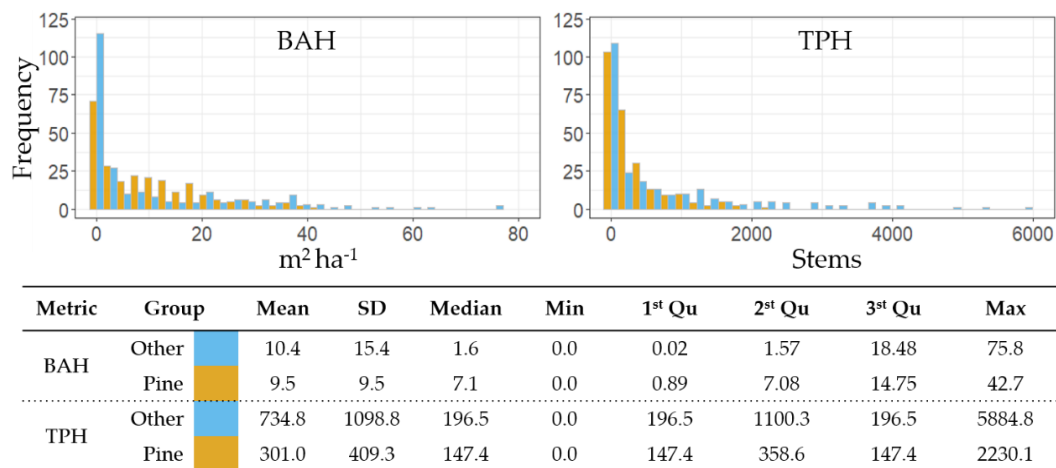 BAH
TPH
Frequency
125
100
75
50
25
0
0 20 40 60 80
m² ha⁻¹
125
100
75
50
25
0
0 2000 4000 6000
Stems
Metric Group Mean SD Median Min 1ˢᵗ Qu 2ˢᵗ Qu 3ˢᵗ Qu Max
BAH
Other 10.4 15.4 1.6 0.0 0.02 1.57 18.48 75.8
Pine 9.5 9.5 7.1 0.0 0.89 7.08 14.75 42.7
TPH
Other 734.8 1098.8 196.5 0.0 196.5 1100.3 196.5 5884.8
Pine 301.0 409.3 147.4 0.0 147.4 358.6 147.4 2230.1